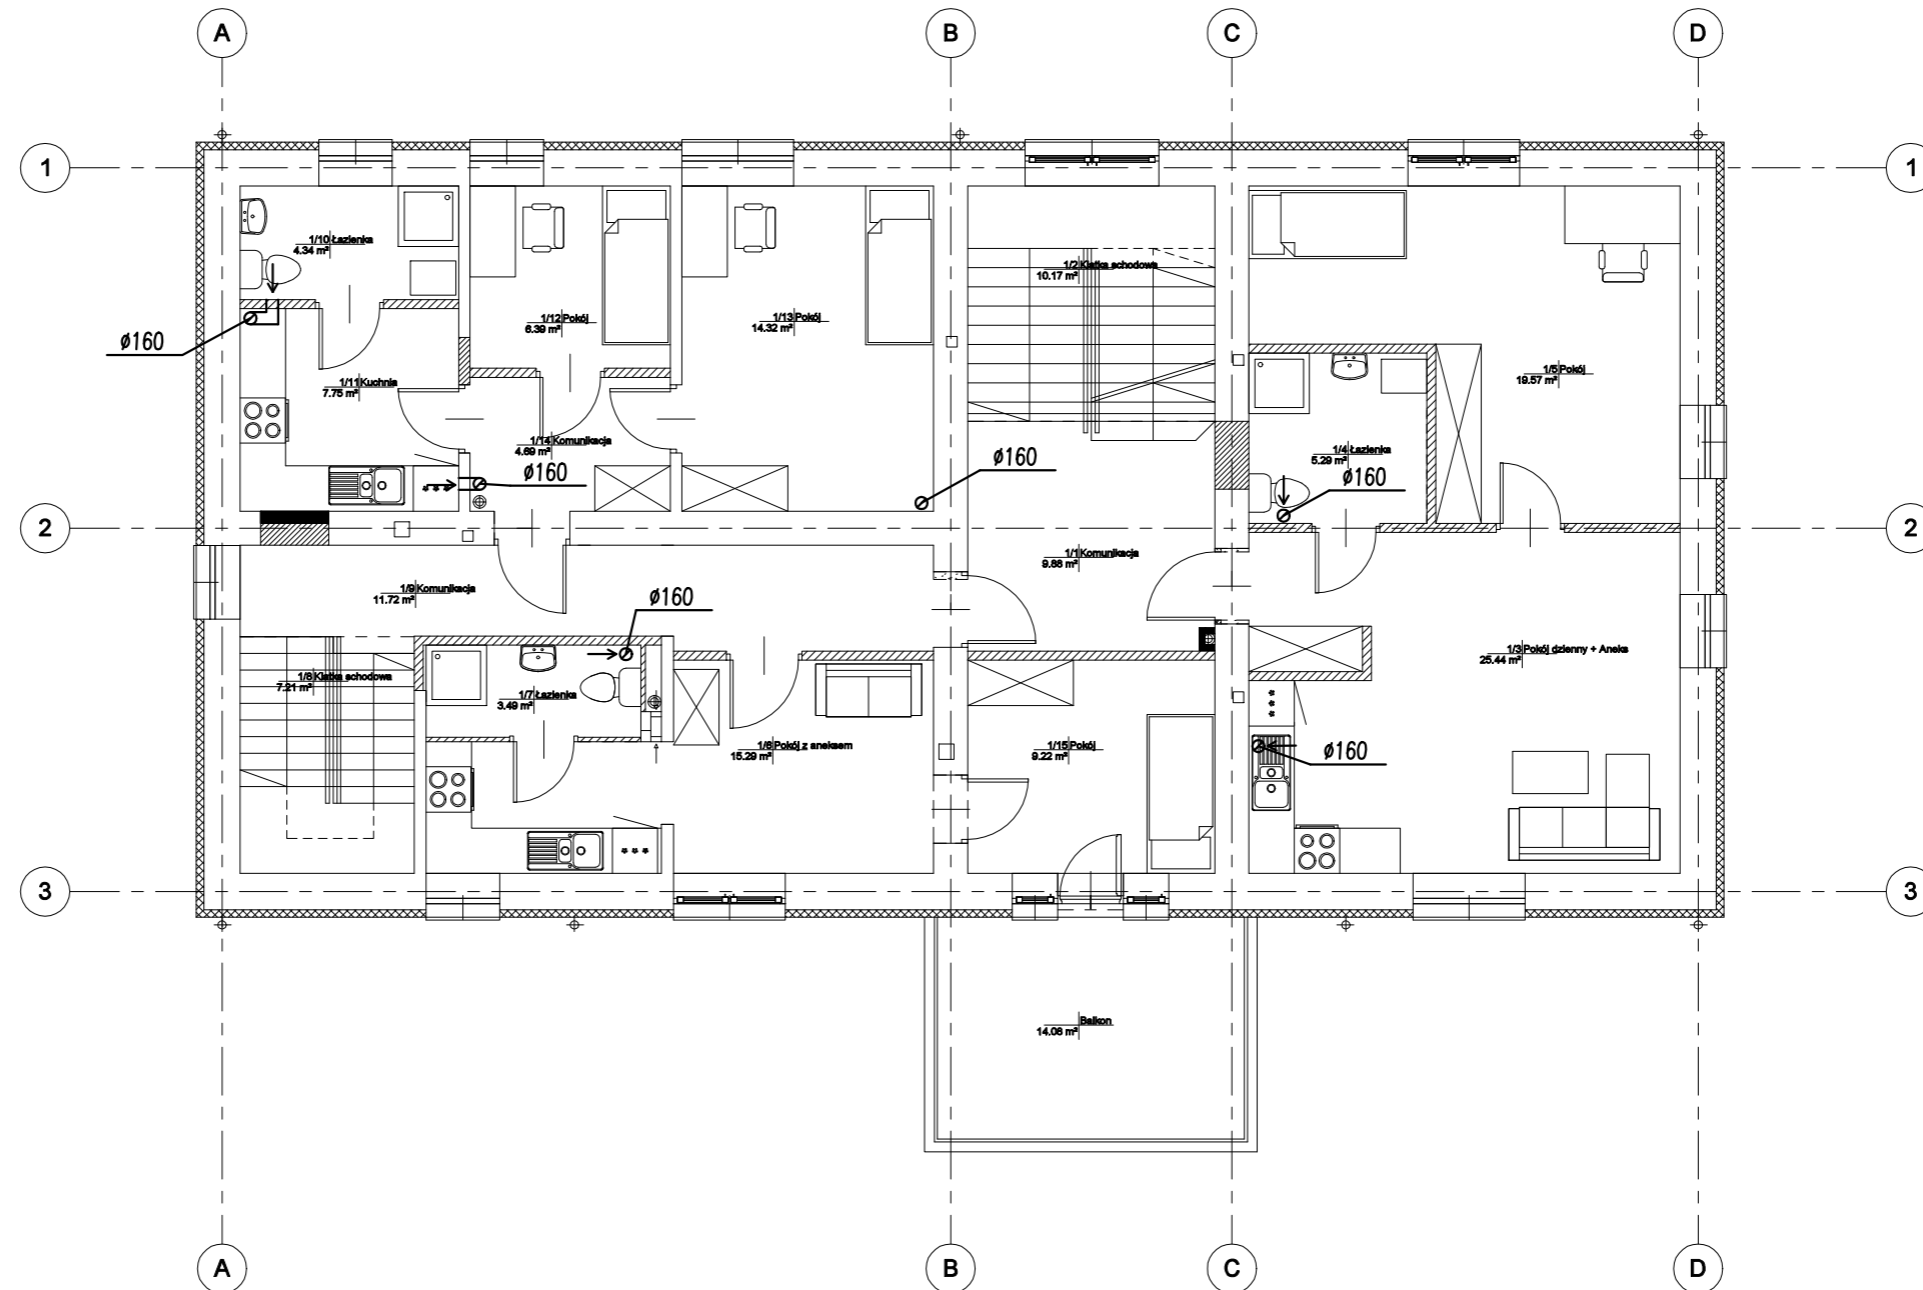 A
B
C
D
1
1
1/10 Łazienka
4.34 m²
1/2 Klatka schodowa
10.17 m²
1/12 Pokój
6.39 m²
1/13 Pokój
14.32 m²
ø160
1/11 Kuchnia
7.75 m²
1/5 Pokój
19.57 m²
1/14 Komunikacja
4.69 m²
1/4 Łazienka
5.29 m²
ø160
ø160
ø160
2
2
1/1 Komunikacja
9.88 m²
1/9 Komunikacja
11.72 m²
ø160
1/3 Pokój dzienny + Aneks
25.44 m²
1/8 Klatka schodowa
7.21 m²
1/7 Łazienka
3.49 m²
1/6 Pokój z aneksem
15.29 m²
1/15 Pokój
9.22 m²
ø160
3
3
Balkon
14.08 m²
A
B
C
D